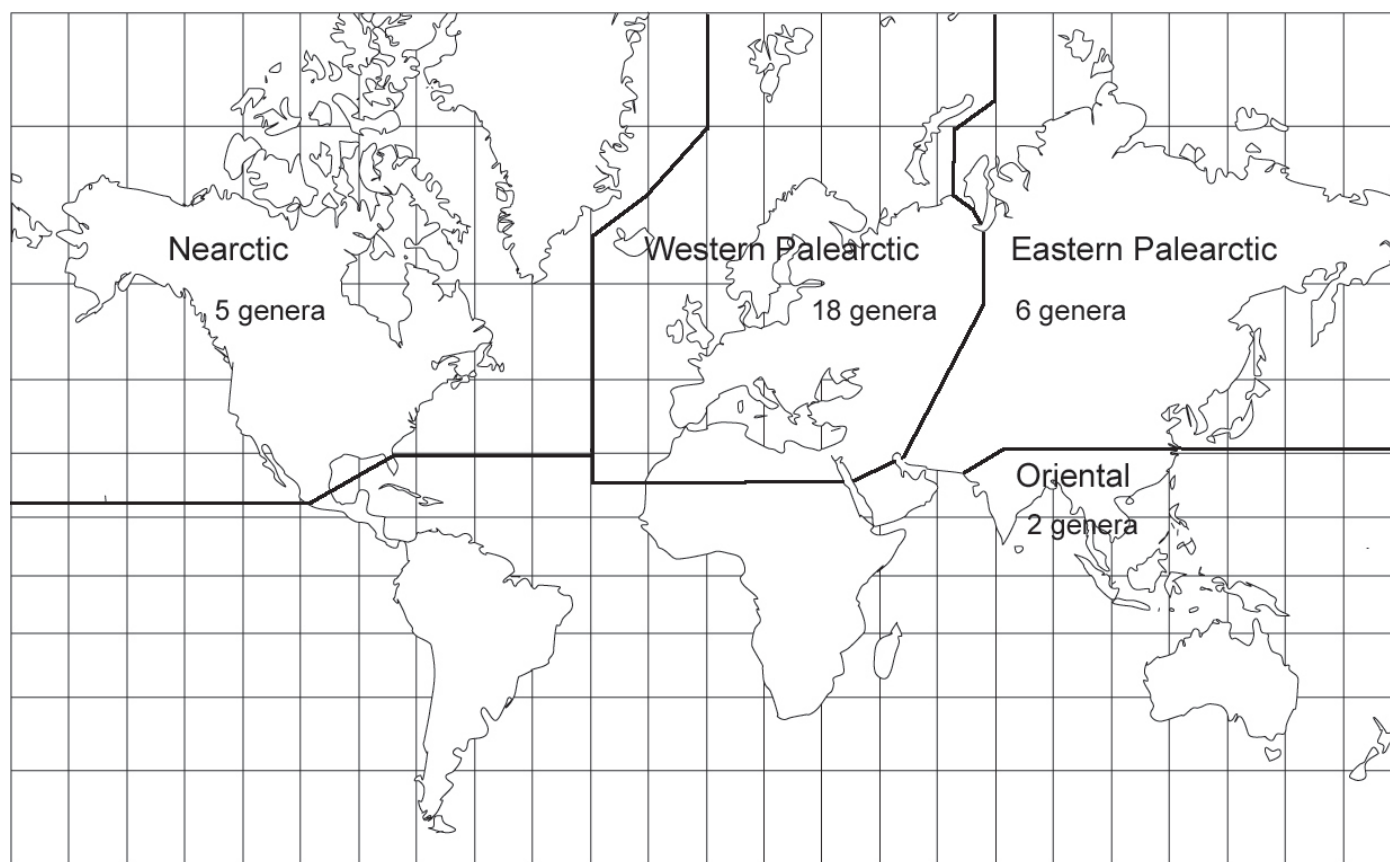 Nearctic
5 genera
Western Palearctic
18 genera
Eastern Palearctic
6 genera
Oriental
2 genera